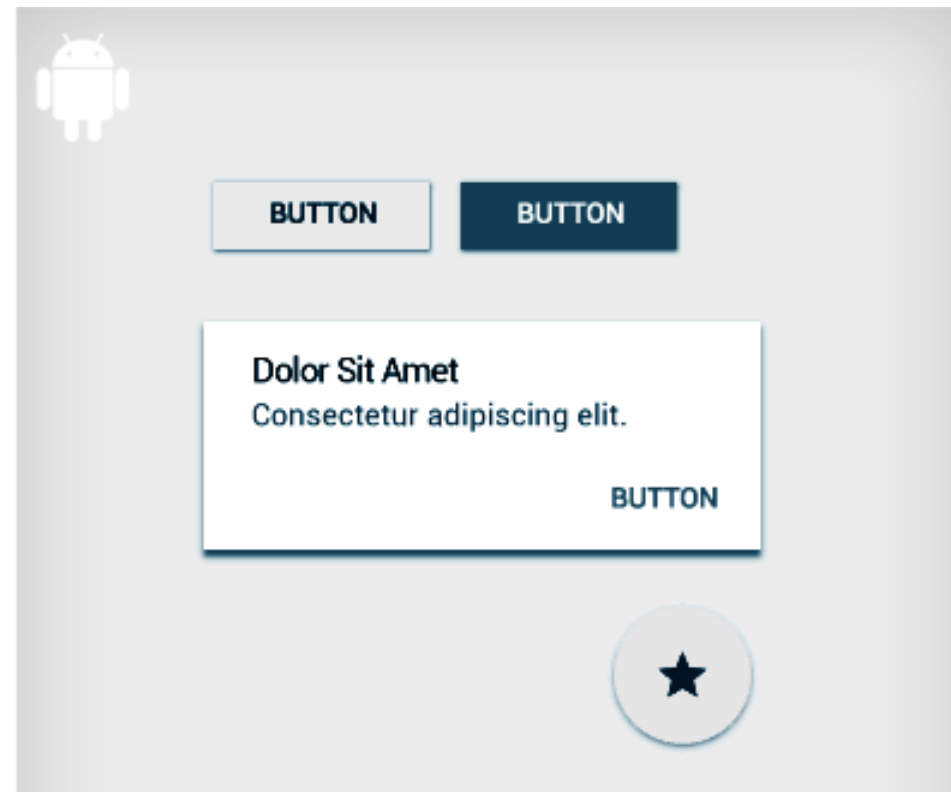 BUTTON BUTTON
Dolor Sit Amet
Consectetur adipiscing elit.
BUTTON